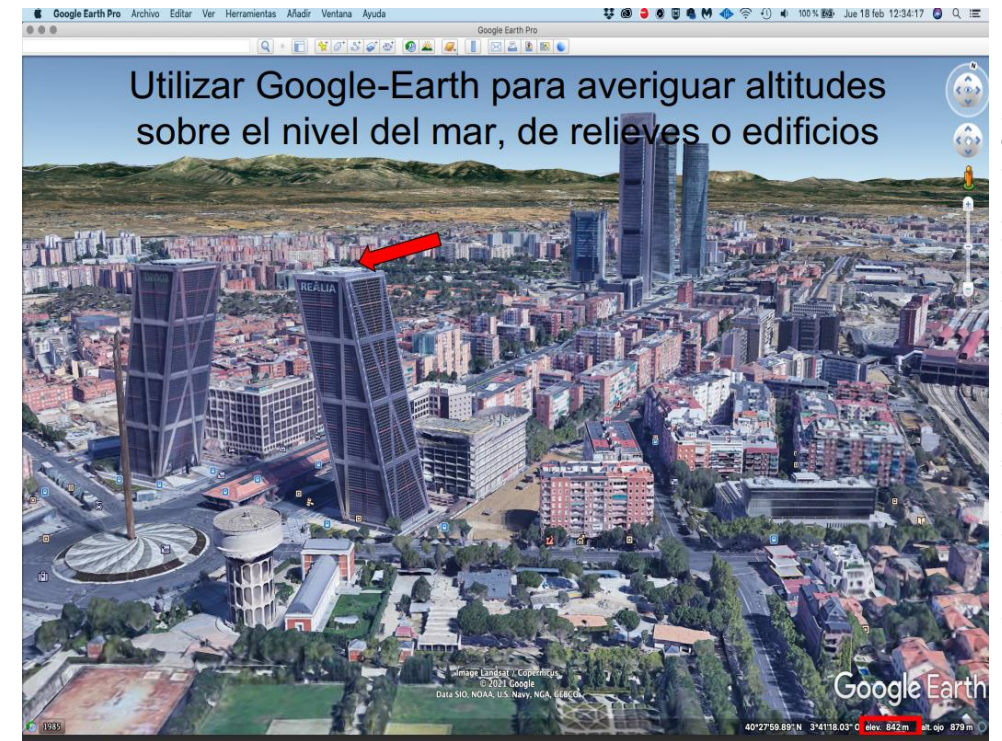 Google Earth Pro Archivo Editar Ver Herramientas Añadir Ventana Ayuda
100 % Jue 18 feb 12:34:17
Google Earth Pro
Utilizar Google-Earth para averiguar altitudes
sobre el nivel del mar, de relieves o edificios
N
REALIA
Image Landsat / Copernicus
© 2021 Google
Data SIO, NOAA, U.S. Navy, NGA, GEBCO
Google Earth
1985
40°27'59.89" N 3°41'18.03" O elev. 842 m alt. ojo 879 m